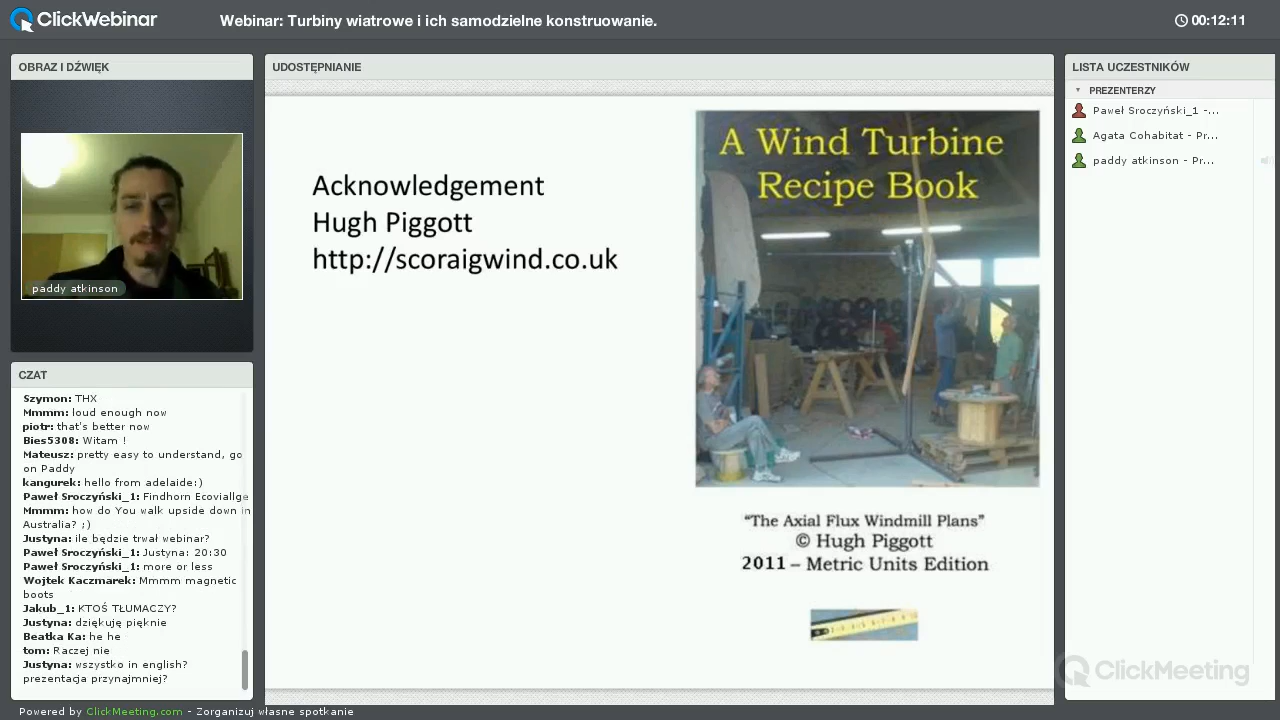 ClickWebinar
Webinar: Turbiny wiatrowe i ich samodzielne konstruowanie.
00:12:11
OBRAZ I DŹWIĘK
paddy atkinson
CZAT
Szymon: THX
Mmmm: loud enough now
piotr: that's better now
Bies5308: Witam !
Mateusz: pretty easy to understand, go
on Paddy
kangurek: hello from adelaide:)
Paweł Sroczyński_1: Findhorn Ecoviallge
Mmmm: how do You walk upside down in
Australia? ;)
Justyna: ile będzie trwał webinar?
Paweł Sroczyński_1: Justyna: 20:30
Paweł Sroczyński_1: more or less
Wojtek Kaczmarek: Mmmm magnetic
boots
Jakub_1: KTOŚ TŁUMACZY?
Justyna: dziękuję pięknie
Beatka Ka: he he
tom: Raczej nie
Justyna: wszystko in english?
prezentacja przynajmniej?
UDOSTĘPNIANIE
Acknowledgement
Hugh Piggott
http://scoraigwind.co.uk
A Wind Turbine
Recipe Book
“The Axial Flux Windmill Plans”
© Hugh Piggott
2011 – Metric Units Edition
LISTA UCZESTNIKÓW
PREZENTERZY
Paweł Sroczyński_1 -...
Agata Cohabitat - Pr...
paddy atkinson - Pr...
ClickMeeting
Powered by ClickMeeting.com - Zorganizuj własne spotkanie